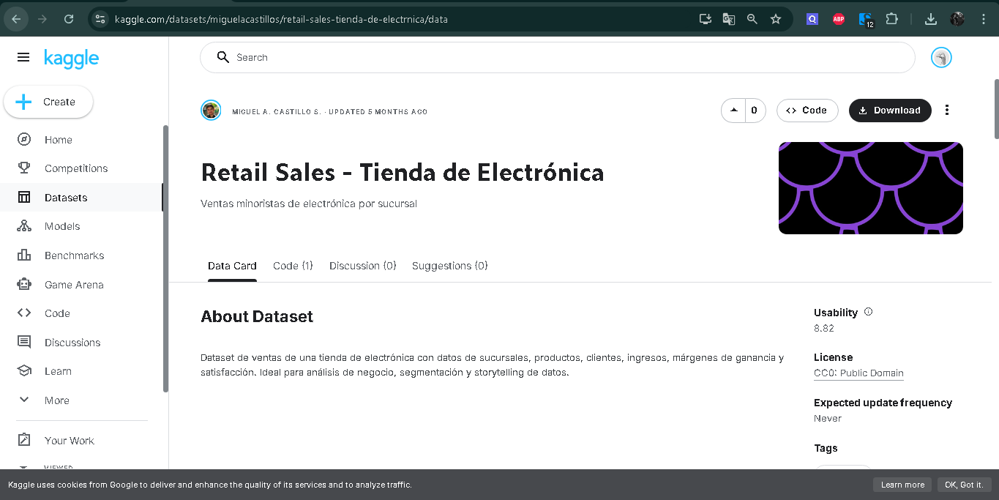 kaggle.com/datasets/miguelacastillos/retail-sales-tienda-de-electrnica/data
Q
ABP
12
kaggle
Search
Create
MIGUEL A. CASTILLO S. · UPDATED 5 MONTHS AGO
0
Code
Download
Home
Competitions
Datasets
Models
Benchmarks
Game Arena
Code
Discussions
Learn
More
Your Work
VIEWED
Retail Sales - Tienda de Electrónica
Ventas minoristas de electrónica por sucursal
Data Card
Code (1)
Discussion (0)
Suggestions (0)
About Dataset
Dataset de ventas de una tienda de electrónica con datos de sucursales, productos, clientes, ingresos, márgenes de ganancia y
satisfacción. Ideal para análisis de negocio, segmentación y storytelling de datos.
Usability
8.82
License
CC0: Public Domain
Expected update frequency
Never
Tags
Kaggle uses cookies from Google to deliver and enhance the quality of its services and to analyze traffic.
Learn more
OK, Got it.